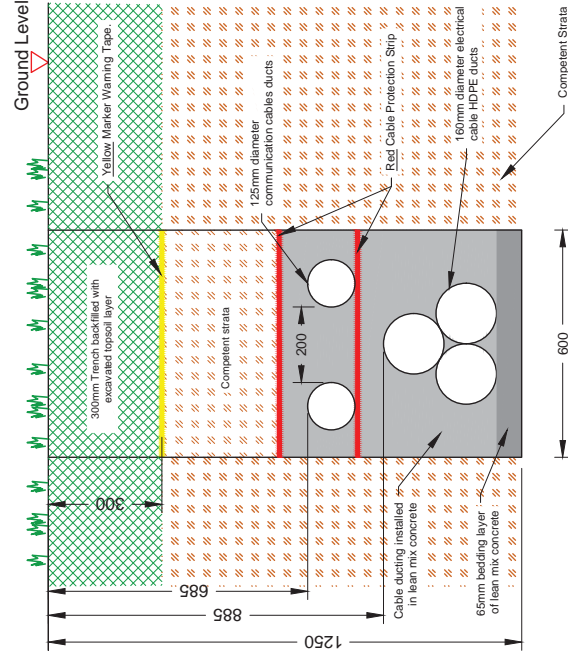 Ground Level
Yellow Marker Warning Tape.
300mm Trench backfilled with
excavated topsoil layer
300
Competent strata
125mm diameter
communication cables ducts
Red Cable Protection Strip
200
160mm diameter electrical
cable HDPE ducts
Competent Strata
Cable ducting installed
in lean mix concrete
65mm bedding layer
of lean mix concrete
685
885
1250
600